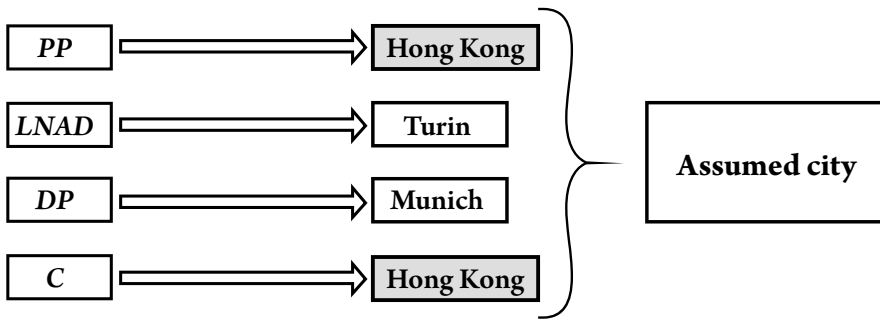 PP
Hong Kong
LNAD
Turin
DP
Munich
C
Hong Kong
Assumed city